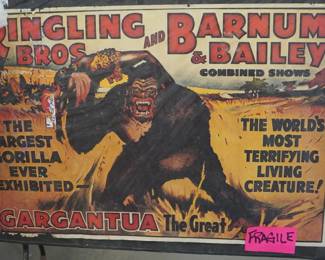 RINGLING
BROS
AND
BARNUM
& BAILEY
COMBINED SHOWS
THE
LARGEST
GORILLA
EVER
EXHIBITED—
THE WORLD'S
MOST
TERRIFYING
LIVING
CREATURE!
GARGANTUA The Great
FRAGILE